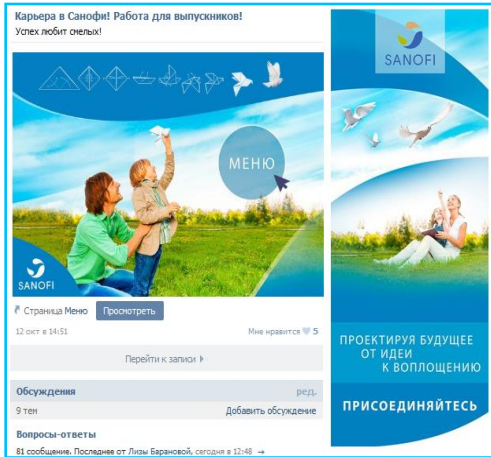 Карьера в Санофи! Работа для выпускников!
Успех любит смелых!
МЕНЮ
SANOFI
Страница Меню Просмотреть
12 окт в 14:51 Мне нравится 5
Перейти к записи
Обсуждения ред.
9 тем Добавить обсуждение
Вопросы-ответы
81 сообщение. Последнее от Лизы Барановой, сегодня в 12:48 →
SANOFI
ПРОЕКТИРУЯ БУДУЩЕЕ
ОТ ИДЕИ
К ВОПЛОЩЕНИЮ
ПРИСОЕДИНЯЙТЕСЬ